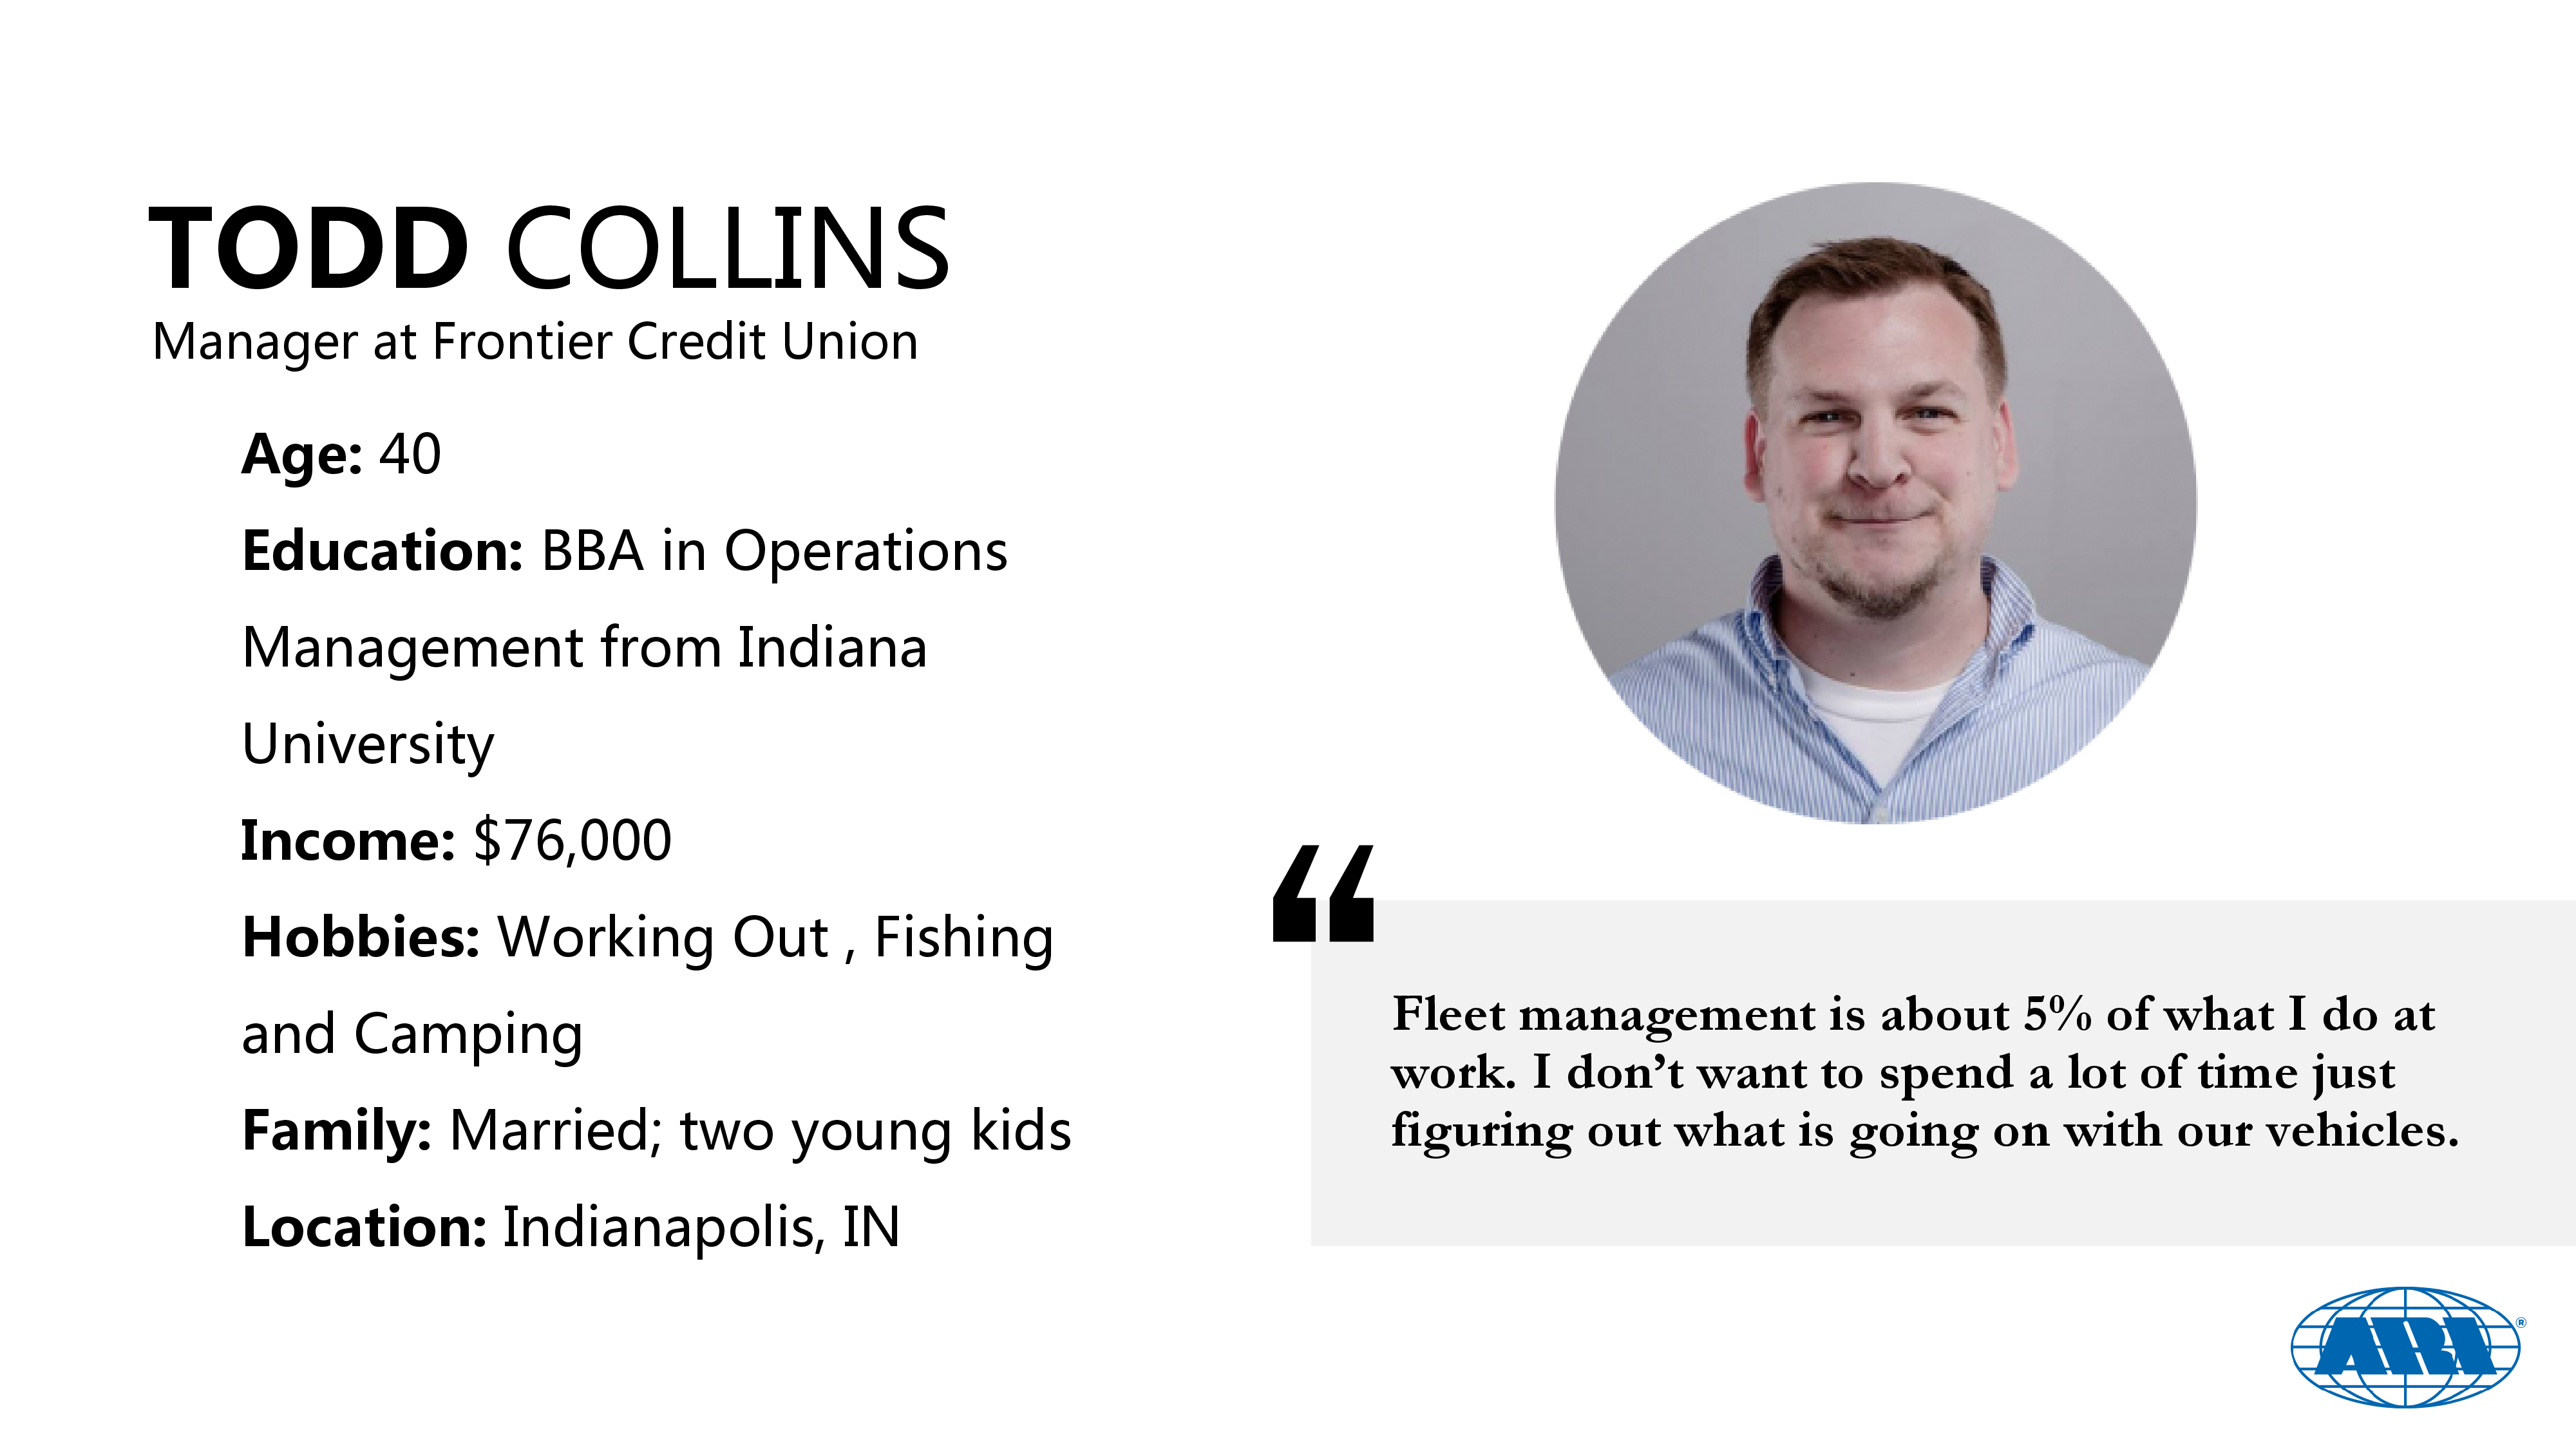 TODD COLLINS
Manager at Frontier Credit Union
Age: 40
Education: BBA in Operations
Management from Indiana
University
Income: $76,000
Hobbies: Working Out , Fishing
and Camping
Family: Married; two young kids
Location: Indianapolis, IN
“
Fleet management is about 5% of what I do at
work. I don’t want to spend a lot of time just
figuring out what is going on with our vehicles.
ARI®